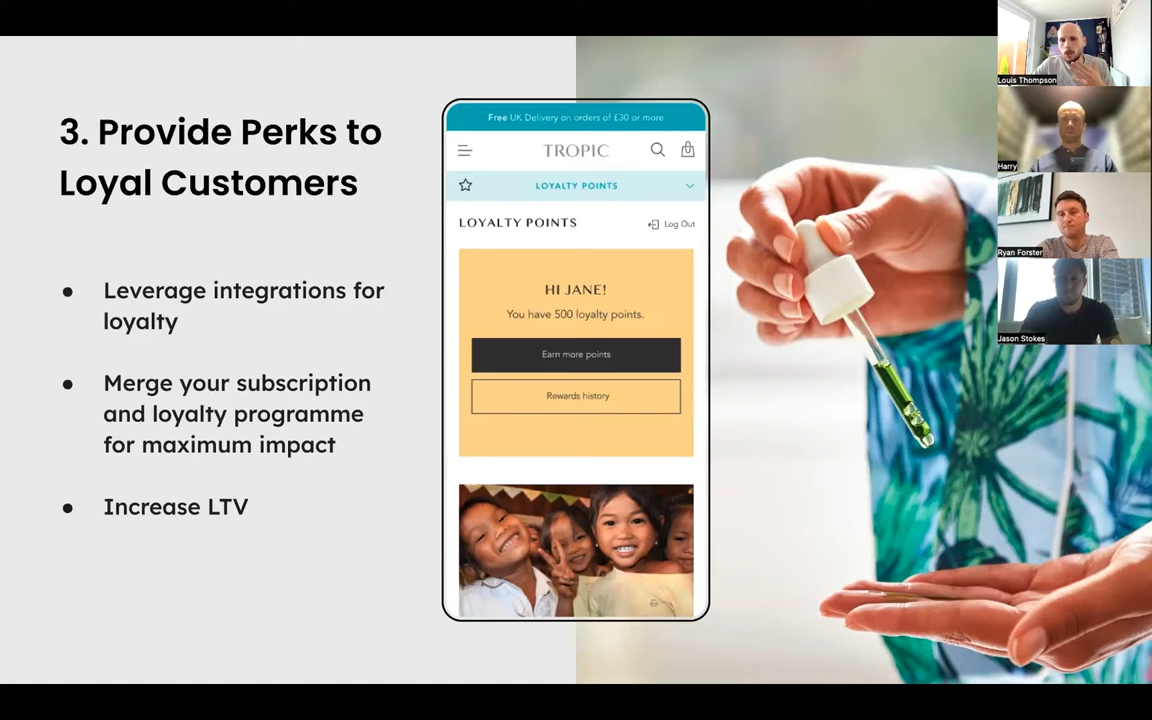 3. Provide Perks to
Loyal Customers
● Leverage integrations for
loyalty
● Merge your subscription
and loyalty programme
for maximum impact
● Increase LTV
Free UK Delivery on orders of £30 or more
TROPIC
LOYALTY POINTS
LOYALTY POINTS
Log Out
HI JANE!
You have 500 loyalty points.
Earn more points
Rewards history
Louis Thompson
Harry
Ryan Forster
Jason Stokes